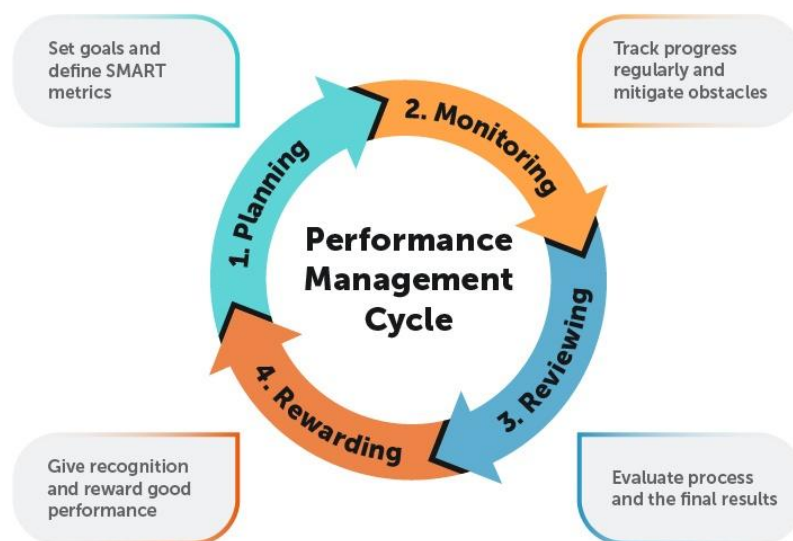 Set goals and
define SMART
metrics
Track progress
regularly and
mitigate obstacles
1. Planning
2. Monitoring
Performance
Management
Cycle
3. Reviewing
4. Rewarding
Give recognition
and reward good
performance
Evaluate process
and the final results